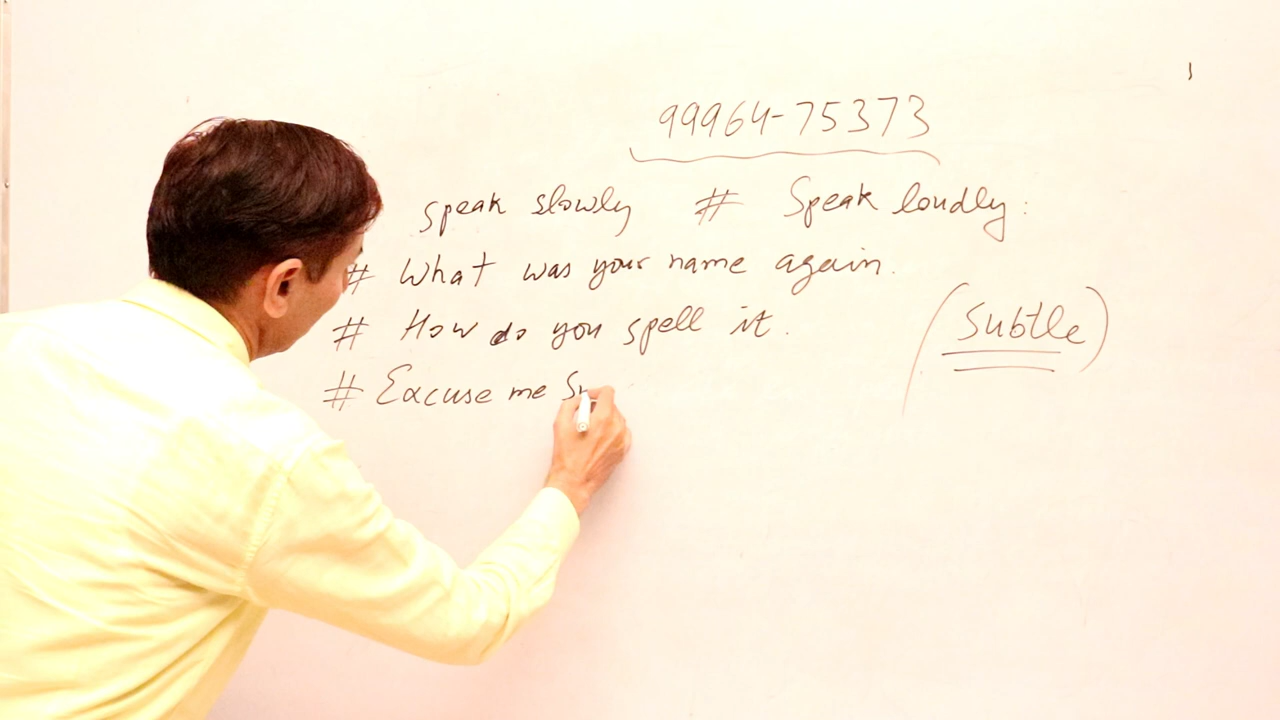 99964-75373
speak slowly # Speak loudly.
# What was your name again.
# How do you spell it.
(Subtle)
# Excuse me